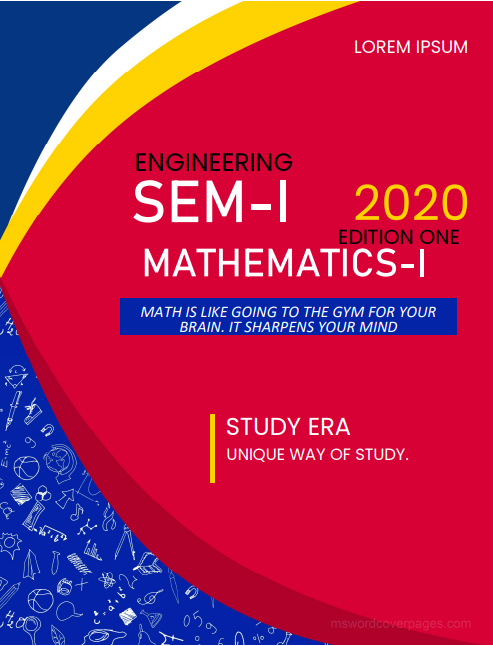 LOREM IPSUM
ENGINEERING
SEM-I
2020
EDITION ONE
MATHEMATICS-I
MATH IS LIKE GOING TO THE GYM FOR YOUR
BRAIN. IT SHARPENS YOUR MIND
STUDY ERA
UNIQUE WAY OF STUDY.
mswordcoverpages.com